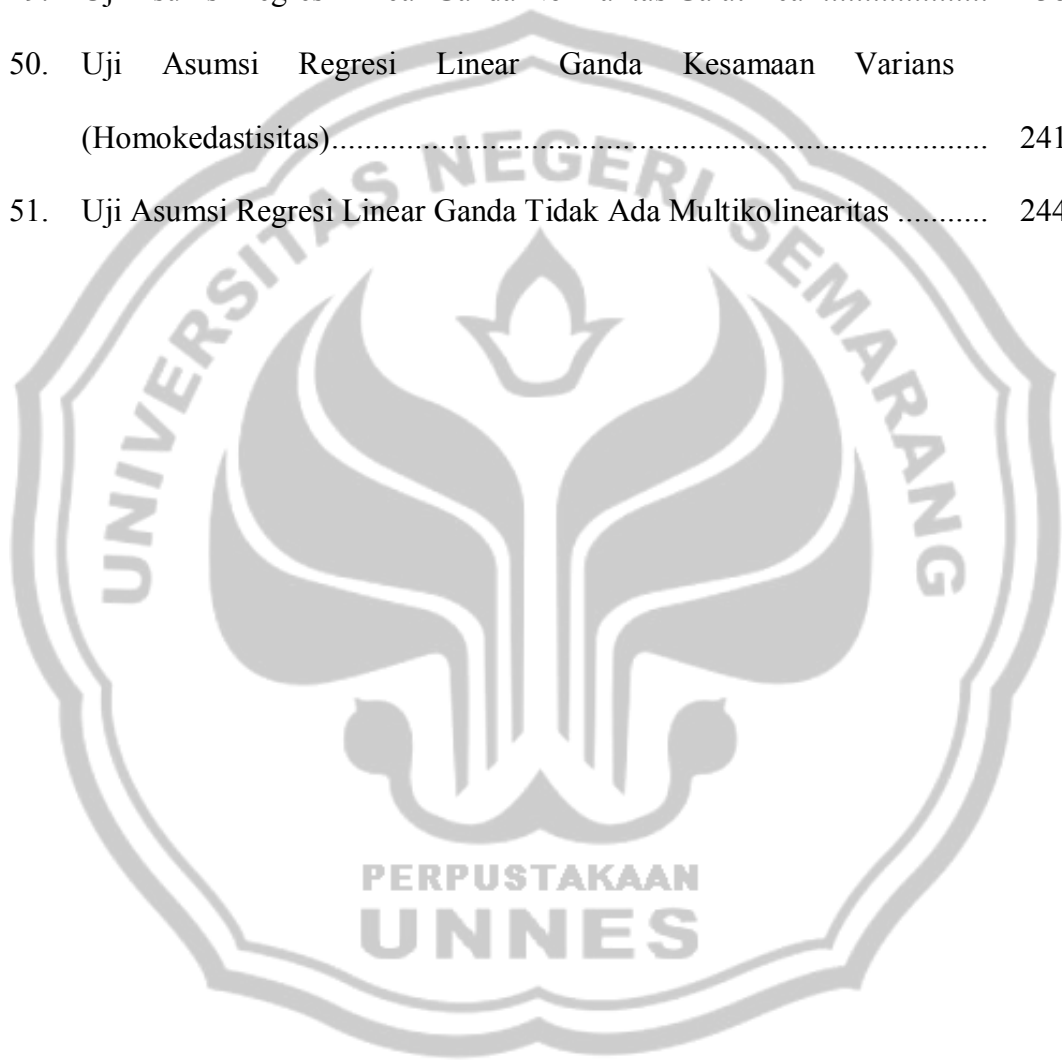 50. Uji Asumsi Regresi Linear Ganda Kesamaan Varians
(Homokedastisitas)........................................................................... 241
51. Uji Asumsi Regresi Linear Ganda Tidak Ada Multikolinearitas ........... 244
UNIVERSITAS NEGERI SEMARANG
PERPUSTAKAAN
UNNES